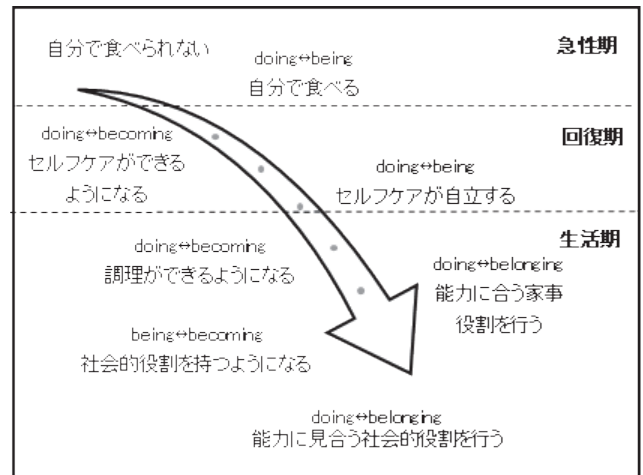 自分で食べられない
急性期
doing↔being
自分で食べる
doing↔becoming
セルフケアができる
ようになる
回復期
doing↔being
セルフケアが自立する
生活期
doing↔becoming
調理ができるようになる
doing↔belonging
能力に合う家事
役割を行う
being↔becoming
社会的役割を持つようになる
doing↔belonging
能力に見合う社会的役割を行う